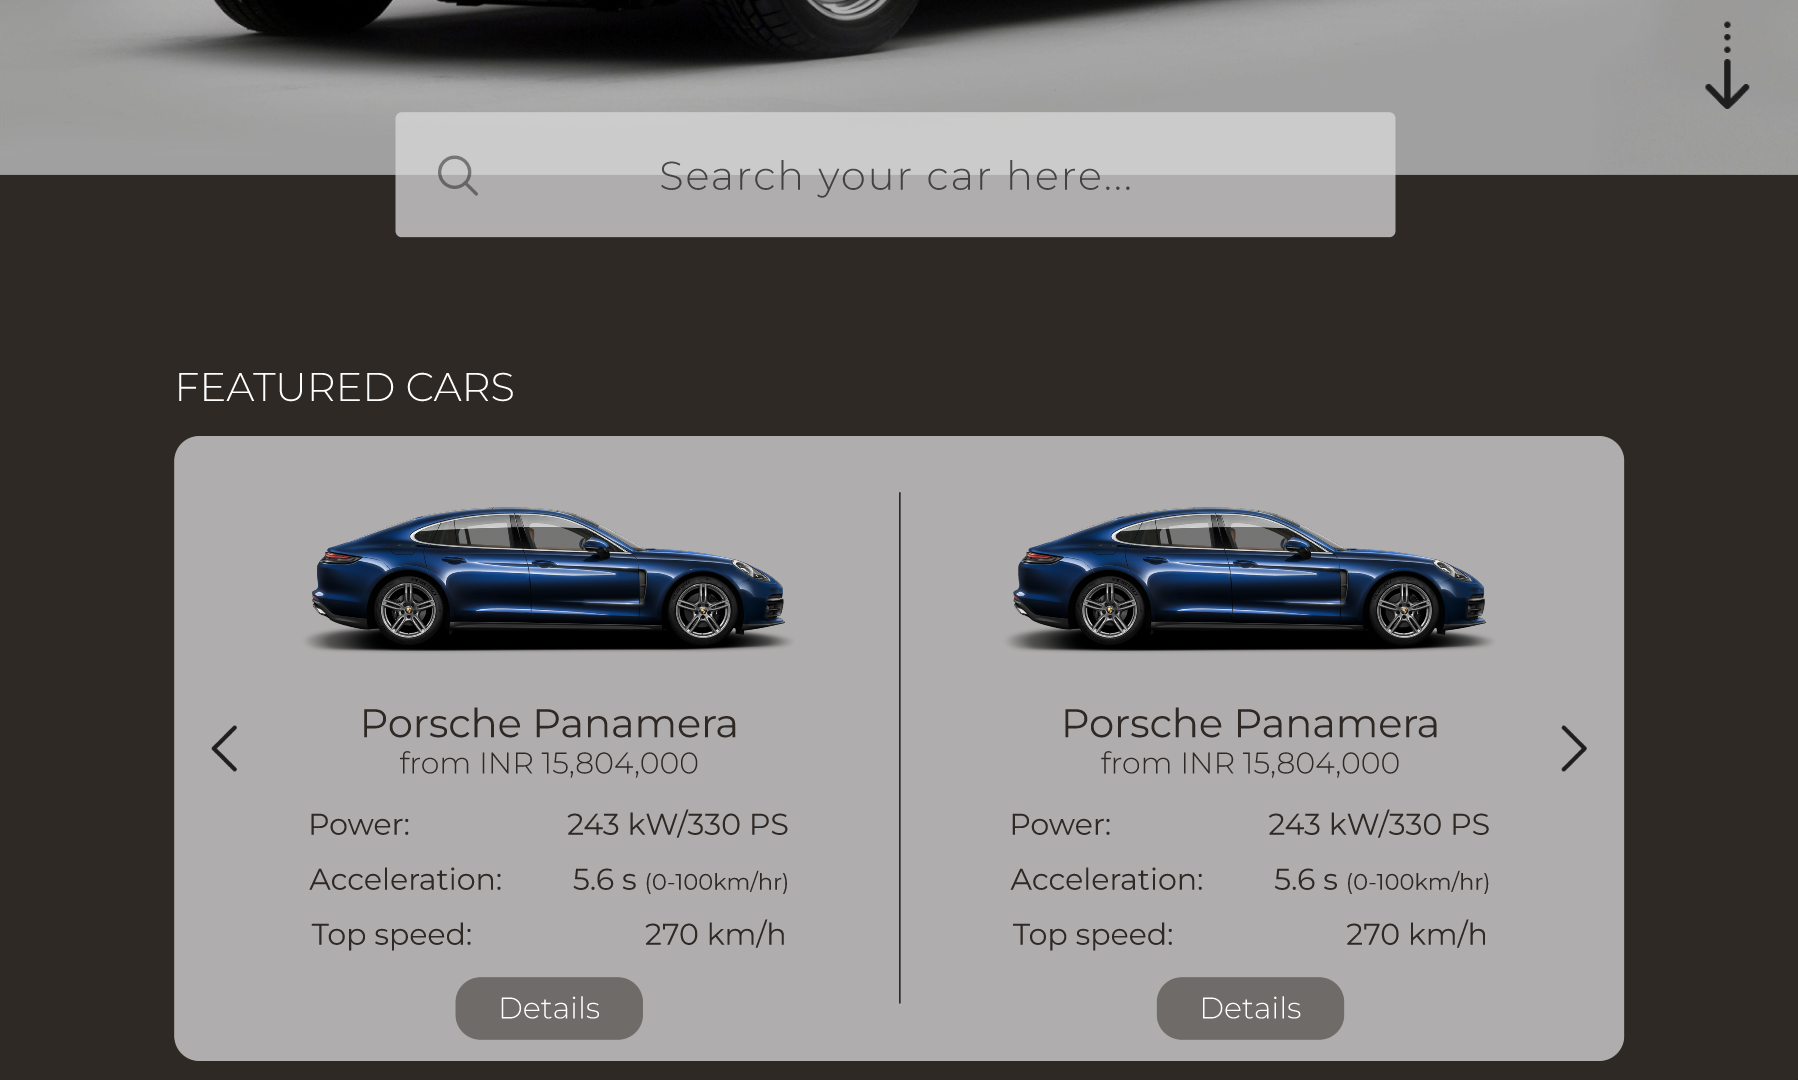 Search your car here...
FEATURED CARS
Porsche Panamera
from INR 15,804,000
Power: 243 kW/330 PS
Acceleration: 5.6 s (0-100km/hr)
Top speed: 270 km/h
Details
Porsche Panamera
from INR 15,804,000
Power: 243 kW/330 PS
Acceleration: 5.6 s (0-100km/hr)
Top speed: 270 km/h
Details